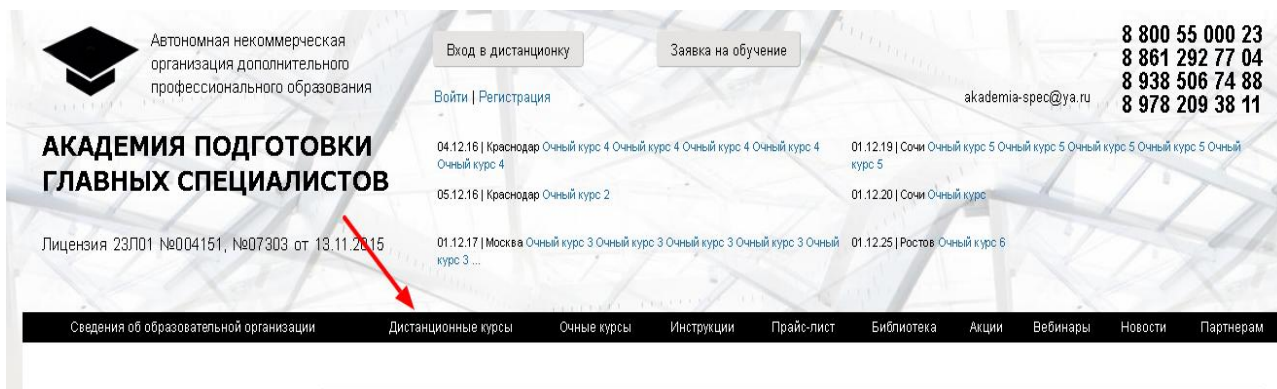 Автономная некоммерческая
организация дополнительного
профессионального образования
АКАДЕМИЯ ПОДГОТОВКИ
ГЛАВНЫХ СПЕЦИАЛИСТОВ
Лицензия 23Л01 №004151, №07303 от 13.11.2015
Вход в дистанционку
Заявка на обучение
Войти | Регистрация
akademia-spec@ya.ru
8 800 55 000 23
8 861 292 77 04
8 938 506 74 88
8 978 209 38 11
04.12.16 | Краснодар Очный курс 4 Очный курс 4 Очный курс 4 Очный курс 4
Очный курс 4
05.12.16 | Краснодар Очный курс 2
01.12.17 | Москва Очный курс 3 Очный курс 3 Очный курс 3 Очный курс 3 Очный
курс 3 ...
01.12.19 | Сочи Очный курс 5 Очный курс 5 Очный курс 5 Очный курс 5 Очный
курс 5
01.12.20 | Сочи Очный курс
01.12.25 | Ростов Очный курс 6
Сведения об образовательной организации
Дистанционные курсы
Очные курсы
Инструкции
Прайс-лист
Библиотека
Акции
Вебинары
Новости
Партнерам